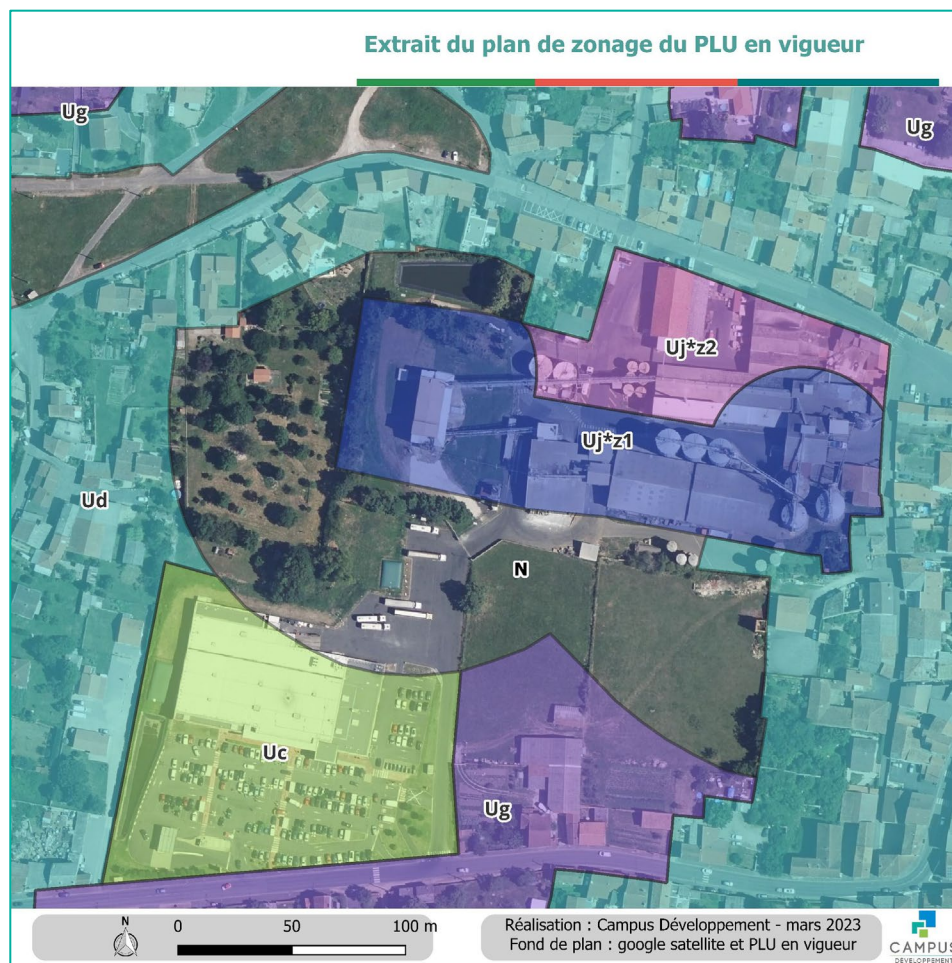 Extrait du plan de zonage du PLU en vigueur
Ug
Ug
Uj*z2
Uj*z1
Ud
N
Uc
Ug
N
0 50 100 m
Réalisation : Campus Développement - mars 2023
Fond de plan : google satellite et PLU en vigueur
CAMPUS
DÉVELOPPEMENT